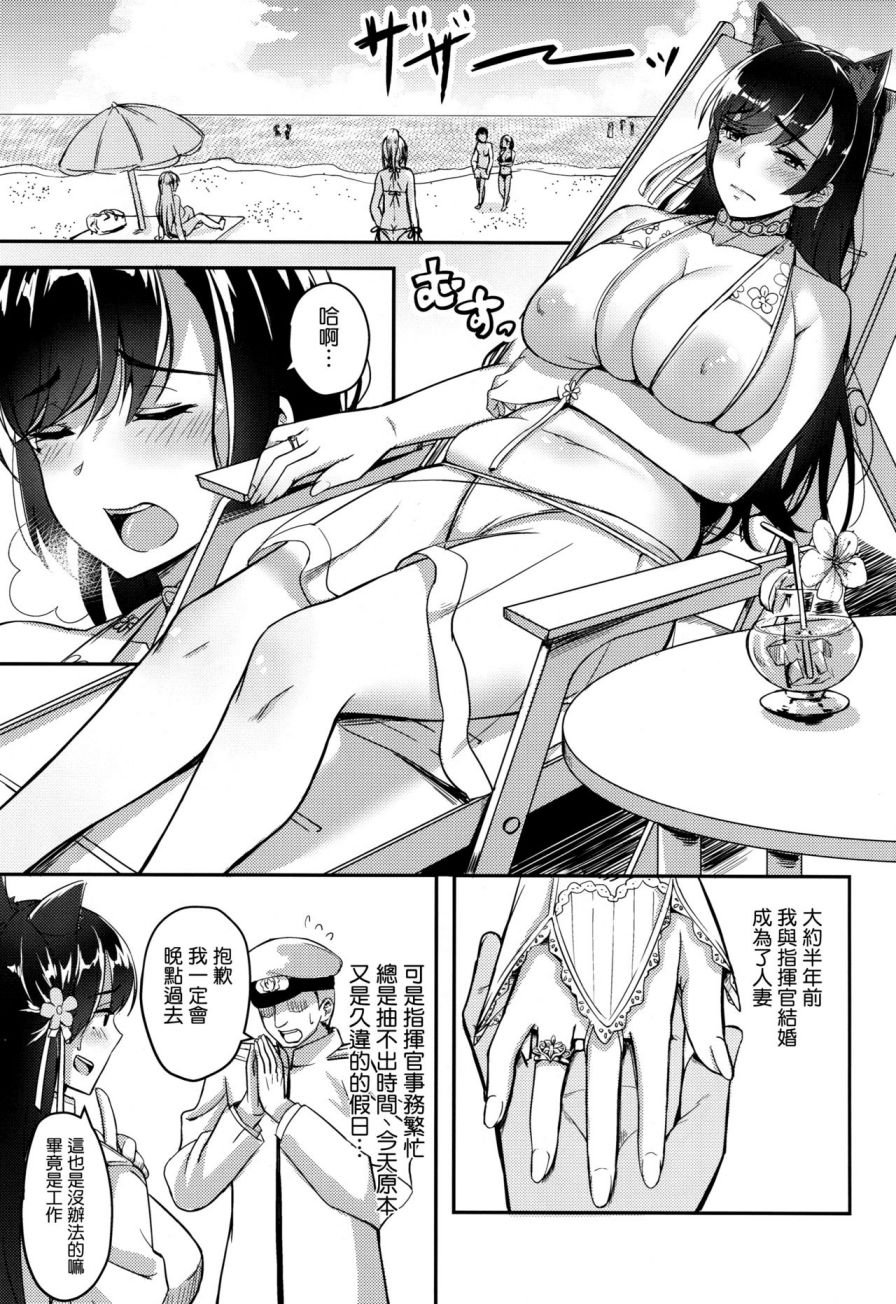 ザザーーッ
むすっ
哈啊…
大約半年前
我與指揮官結婚
成為了人妻
可是指揮官事務繁忙
總是抽不出時間、今天原本
又是久違的的假日…
抱歉
我一定會
晚點過去
這也是沒辦法的嘛
畢竟是工作